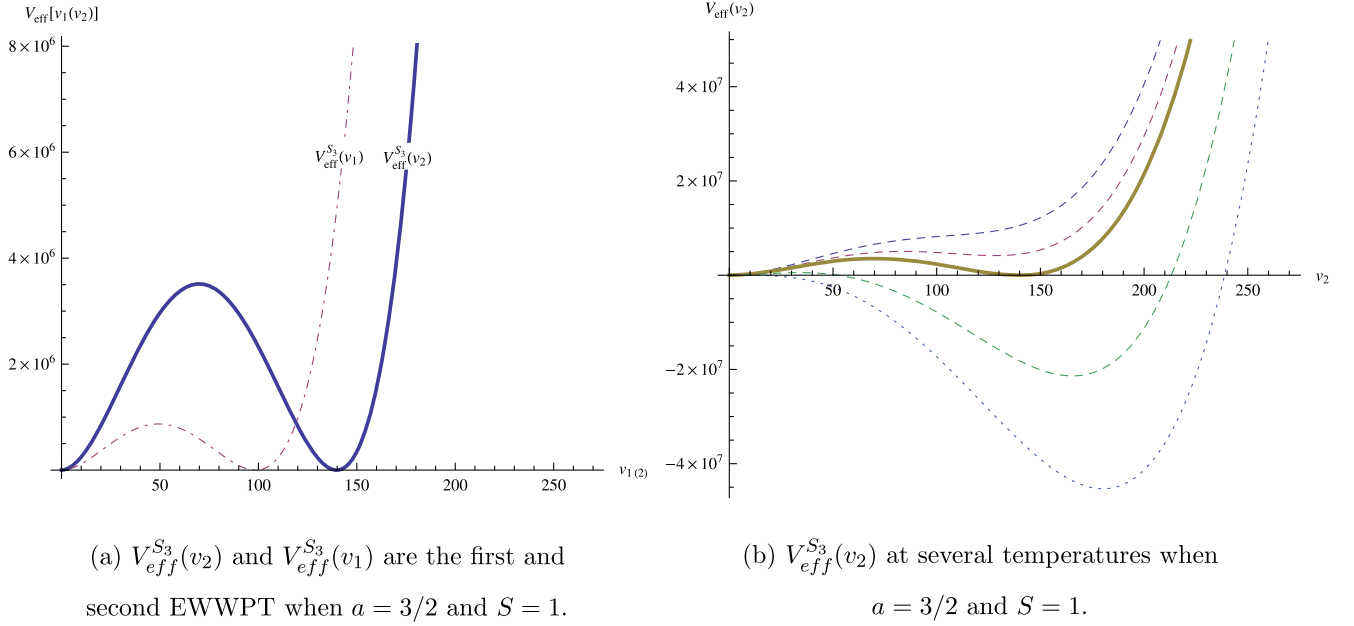 V_eff[v_1(v_2)]
8×10^6
6×10^6
4×10^6
2×10^6
V_eff^{S_3}(v_1) V_eff^{S_3}(v_2)
50 100 150 200 250
v_{1(2)}
V_eff(v_2)
4×10^7
2×10^7
−2×10^7
−4×10^7
50 100 150 200 250
v_2
(a) V_{eff}^{S_3}(v_2) and V_{eff}^{S_3}(v_1) are the first and
second EWWPT when a = 3/2 and S = 1.
(b) V_{eff}^{S_3}(v_2) at several temperatures when
a = 3/2 and S = 1.